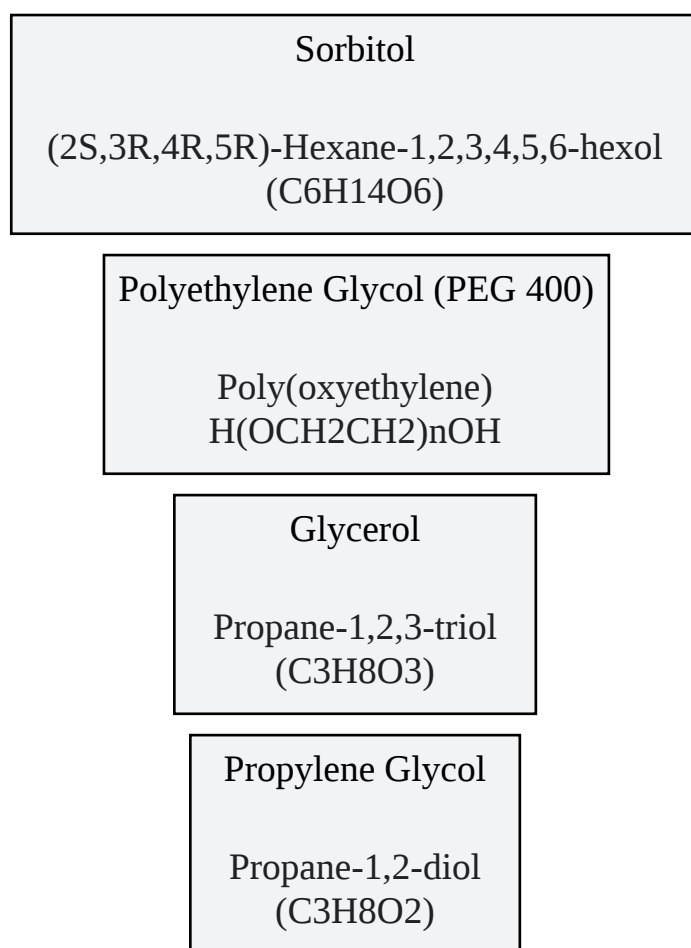 Sorbitol
(2S,3R,4R,5R)-Hexane-1,2,3,4,5,6-hexol
(C6H14O6)
Polyethylene Glycol (PEG 400)
Poly(oxyethylene)
H(OCH2CH2)nOH
Glycerol
Propane-1,2,3-triol
(C3H8O3)
Propylene Glycol
Propane-1,2-diol
(C3H8O2)